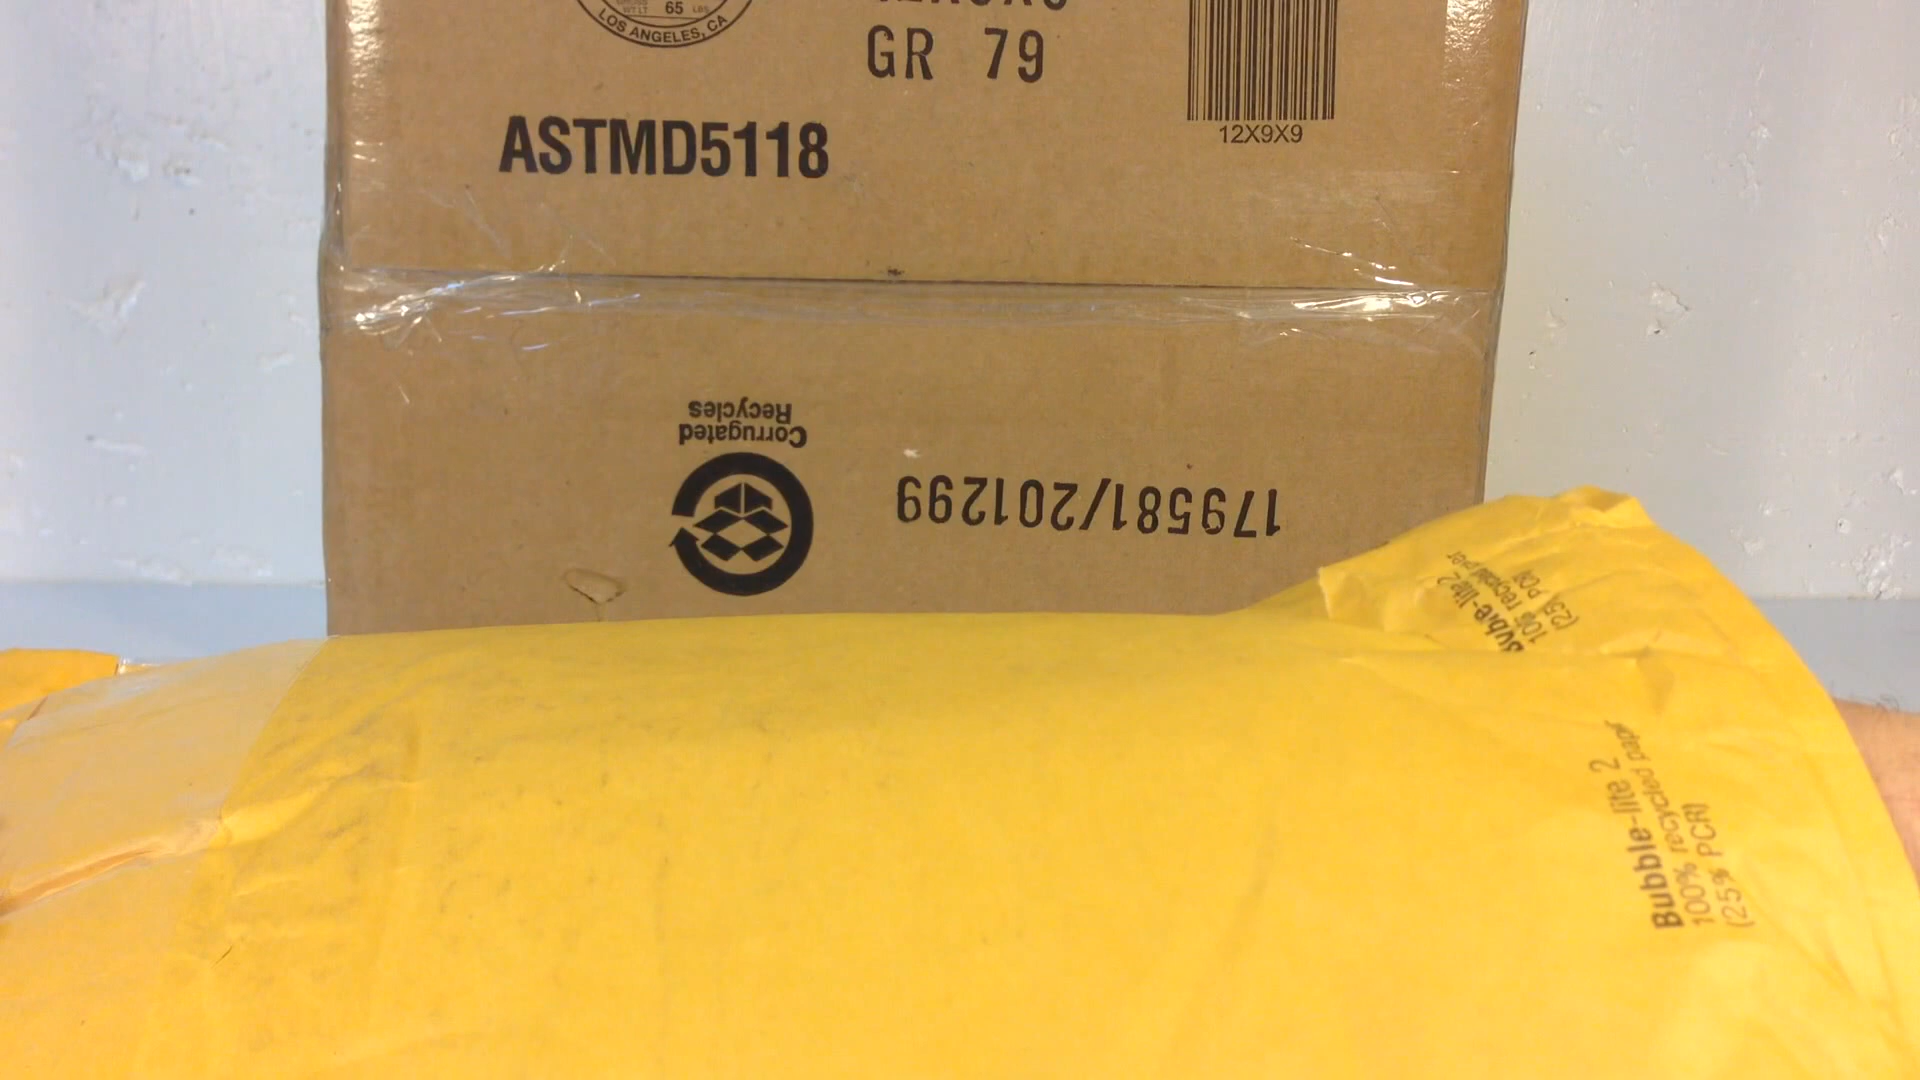 65 LBS
LOS ANGELES, CA
GR 79
ASTMD5118
12X9X9
Corrugated
Recycles
179581/201299
Bubble-lite 2
100% recycled paper
(25% PCR)